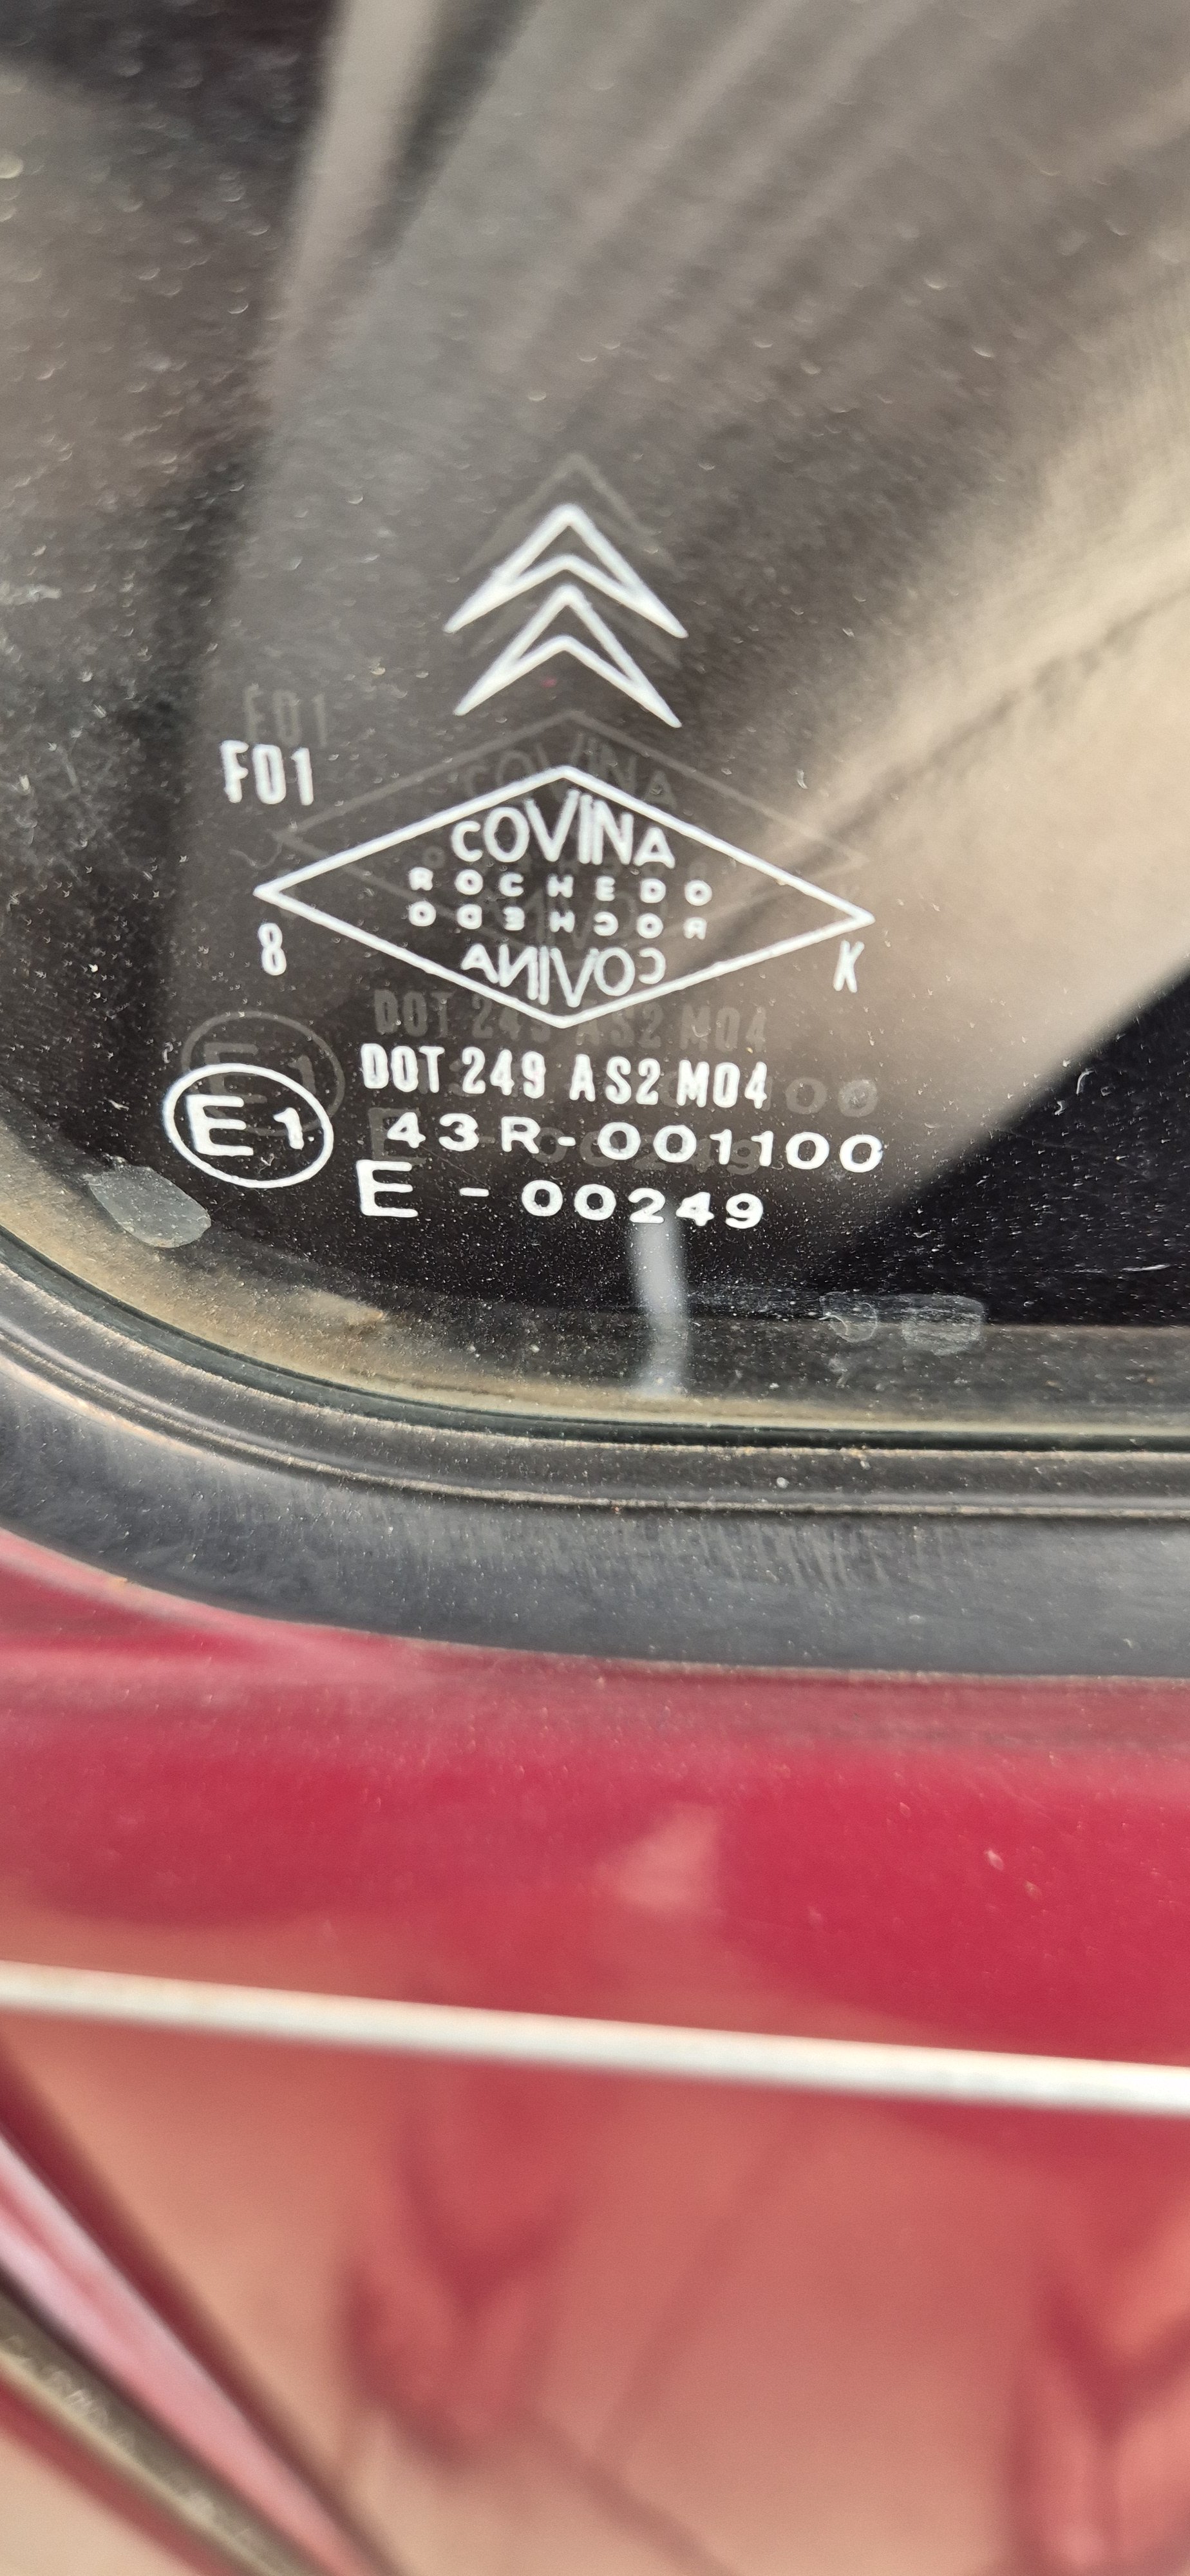 F01
COVINA
ROCHEDO
ROCHEDO
COVINA
8 K
DOT 249 AS2 M04
E1 43R-001100
E - 00249